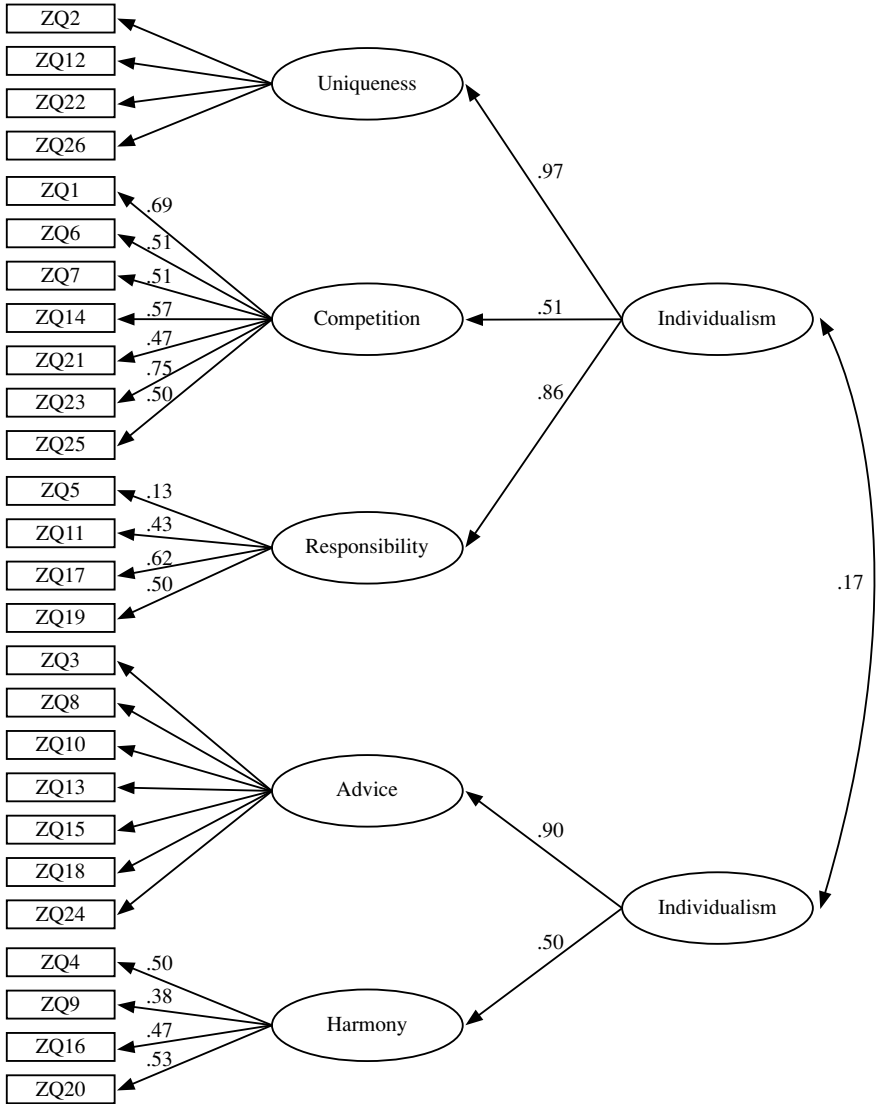 ZQ2
ZQ12
ZQ22
ZQ26
Uniqueness
.97
ZQ1
ZQ6
ZQ7
ZQ14
ZQ21
ZQ23
ZQ25
.69
.51
.51
.57
.47
.75
.50
Competition
.51
Individualism
.86
ZQ5
ZQ11
ZQ17
ZQ19
.13
.43
.62
.50
Responsibility
.17
ZQ3
ZQ8
ZQ10
ZQ13
ZQ15
ZQ18
ZQ24
Advice
.90
Individualism
.50
ZQ4
ZQ9
ZQ16
ZQ20
.50
.38
.47
.53
Harmony